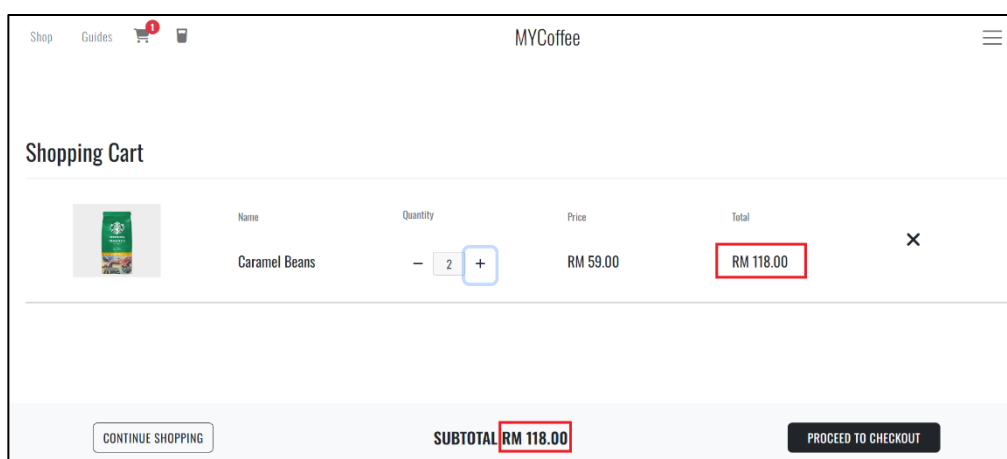 Shop Guides 1 MYCoffee
Shopping Cart
Name Quantity Price Total
Caramel Beans − 2 + RM 59.00 RM 118.00 ×
CONTINUE SHOPPING SUBTOTAL RM 118.00 PROCEED TO CHECKOUT